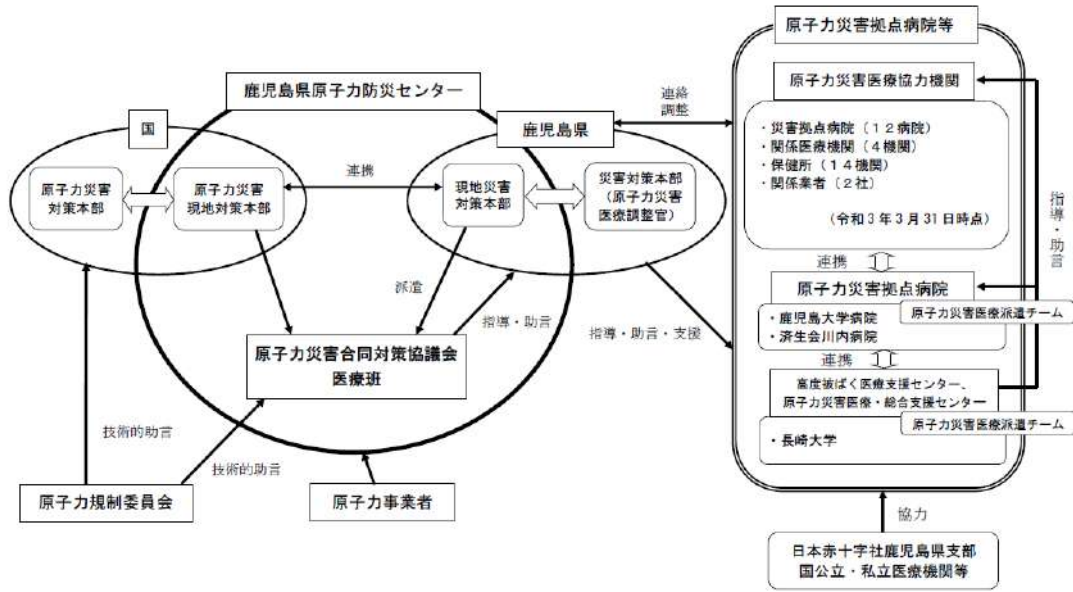 原子力災害拠点病院等
原子力災害医療協力機関
・災害拠点病院（１２病院）
・関係医療機関（４機関）
・保健所（１４機関）
・関係業者（２社）
（令和３年３月３１日時点）
連携
原子力災害拠点病院
原子力災害医療派遣チーム
・鹿児島大学病院
・済生会川内病院
連携
高度被ばく医療支援センター、
原子力災害医療・総合支援センター
原子力災害医療派遣チーム
・長崎大学
指導・助言
協力
日本赤十字社鹿児島県支部
国公立・私立医療機関等
鹿児島県原子力防災センター
国
鹿児島県
連絡
調整
原子力災害
対策本部
原子力災害
現地対策本部
連携
現地災害
対策本部
災害対策本部
（原子力災害
医療調整官）
派遣
指導・助言
指導・助言・支援
原子力災害合同対策協議会
医療班
技術的助言
技術的助言
原子力規制委員会
原子力事業者